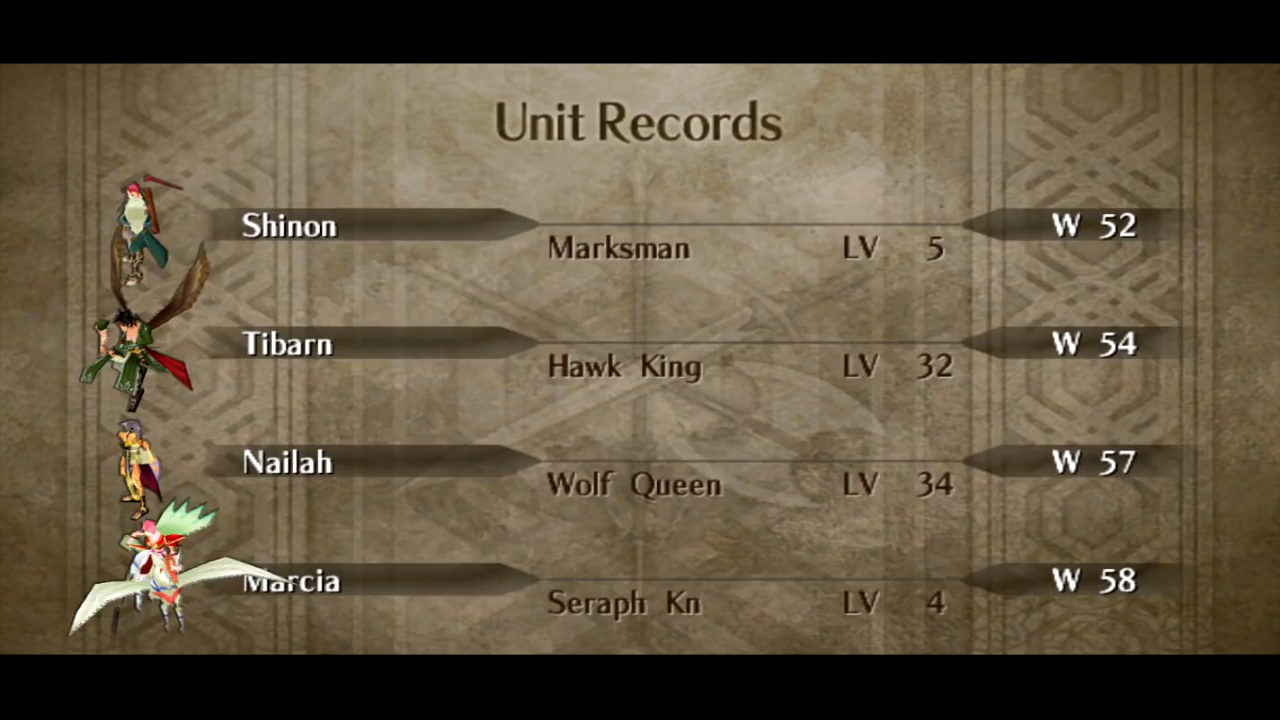 Unit Records
Shinon W 52
Marksman LV 5
Tibarn W 54
Hawk King LV 32
Nailah W 57
Wolf Queen LV 34
Marcia W 58
Seraph Kn LV 4